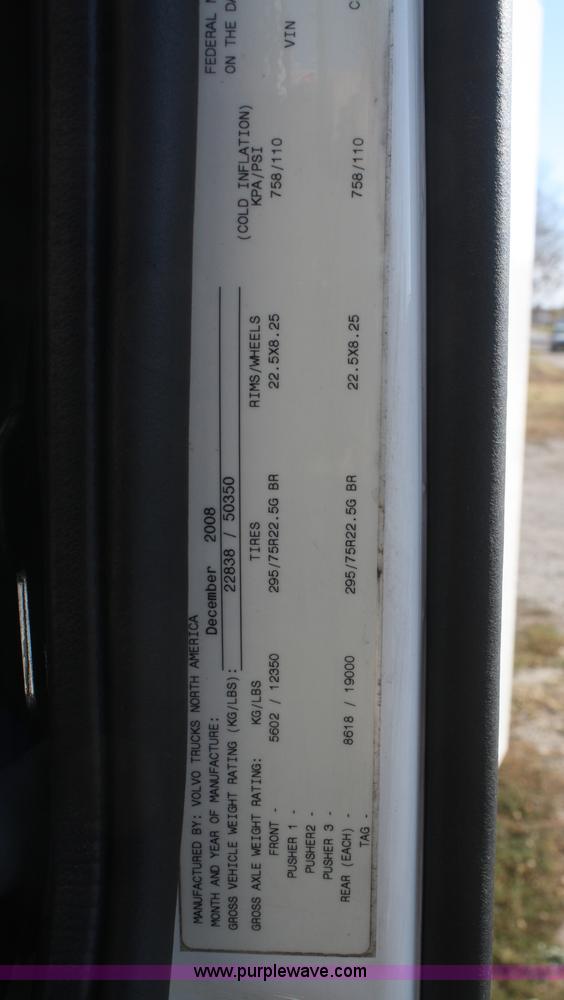 MANUFACTURED BY: VOLVO TRUCKS NORTH AMERICA
MONTH AND YEAR OF MANUFACTURE: December 2008 FEDERAL
GROSS VEHICLE WEIGHT RATING (KG/LBS): 22838 / 50350 ON THE
(COLD INFLATION)
GROSS AXLE WEIGHT RATING: KG/LBS TIRES RIMS/WHEELS KPA/PSI
FRONT - 5602 / 12350 295/75R22.5G BR 22.5X8.25 758/110
PUSHER 1 - VIN
PUSHER2 -
PUSHER 3 -
REAR (EACH) - 8618 / 19000 295/75R22.5G BR 22.5X8.25 758/110
TAG -
www.purplewave.com